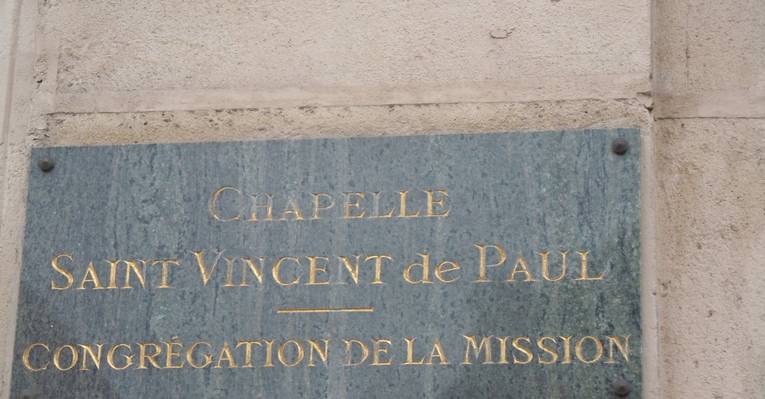 CHAPELLE
SAINT VINCENT de PAUL
CONGRÉGATION DE LA MISSION